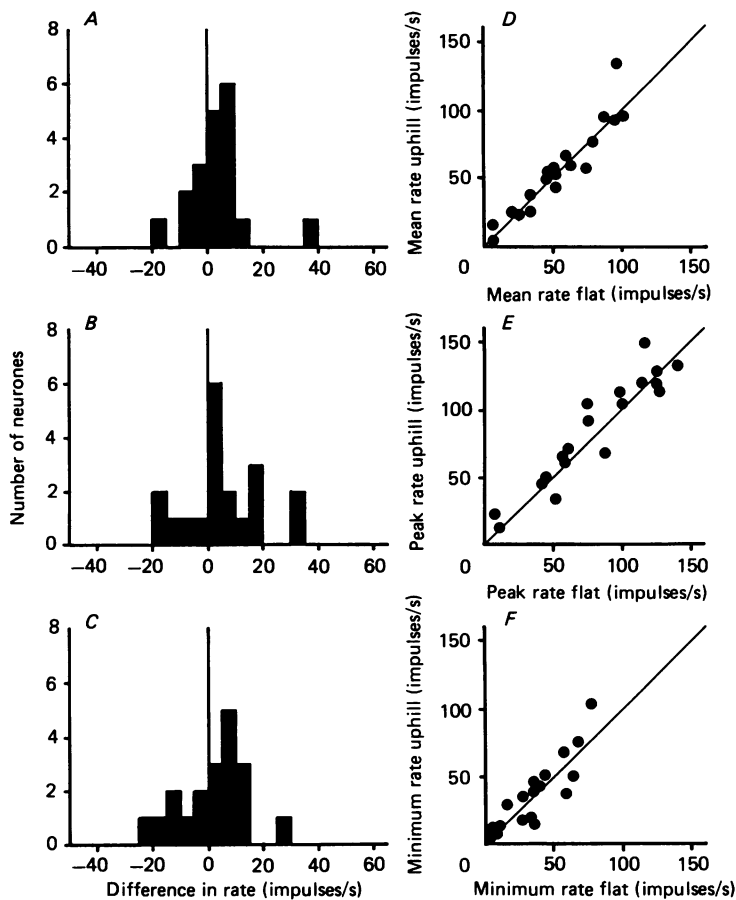 A
8
6
4
2
0
−40 −20 0 20 40 60
D
Mean rate uphill (impulses/s)
150
100
50
0 50 100 150
Mean rate flat (impulses/s)
B
Number of neurones
8
6
4
2
0
−40 −20 0 20 40 60
E
Peak rate uphill (impulses/s)
150
100
50
0 50 100 150
Peak rate flat (impulses/s)
C
8
6
4
2
0
−40 −20 0 20 40 60
Difference in rate (impulses/s)
F
Minimum rate uphill (impulses/s)
150
100
50
0 50 100 150
Minimum rate flat (impulses/s)